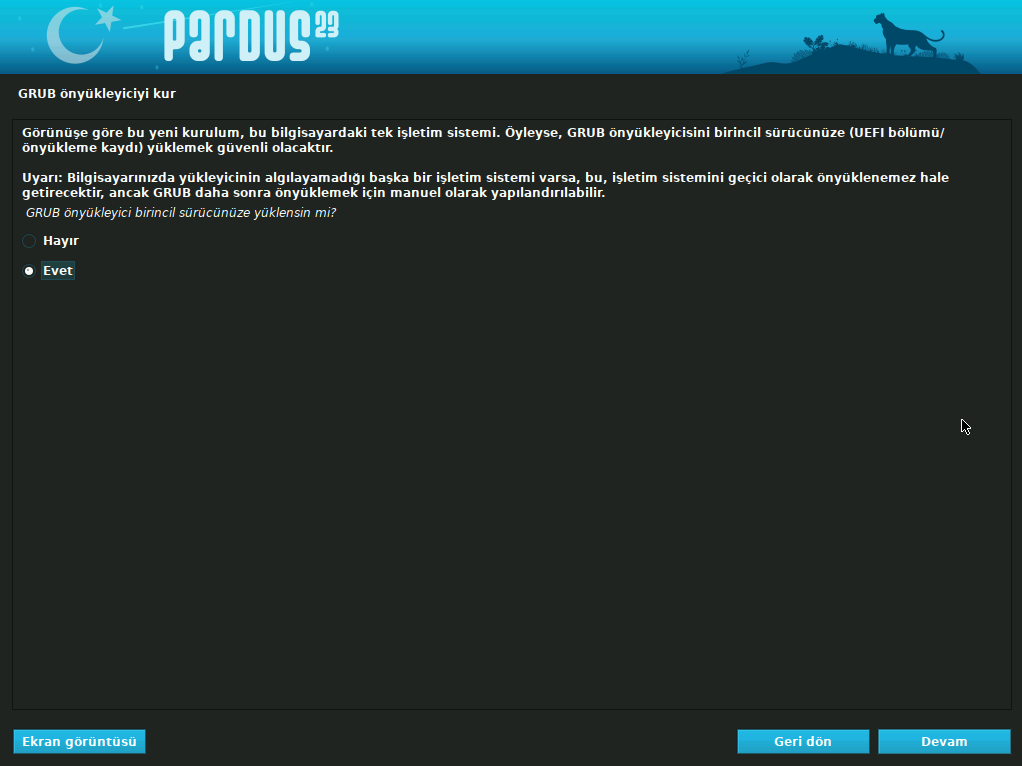 pardus 23
GRUB önyükleyiciyi kur
Görünüşe göre bu yeni kurulum, bu bilgisayardaki tek işletim sistemi. Öyleyse, GRUB önyükleyicisini birincil sürücünüze (UEFI bölümü/
önyükleme kaydı) yüklemek güvenli olacaktır.
Uyarı: Bilgisayarınızda yükleyicinin algılayamadığı başka bir işletim sistemi varsa, bu, işletim sistemini geçici olarak önyüklenemez hale
getirecektir, ancak GRUB daha sonra önyüklemek için manuel olarak yapılandırılabilir.
GRUB önyükleyici birincil sürücünüze yüklensin mi?
Hayır
Evet
Ekran görüntüsü
Geri dön
Devam